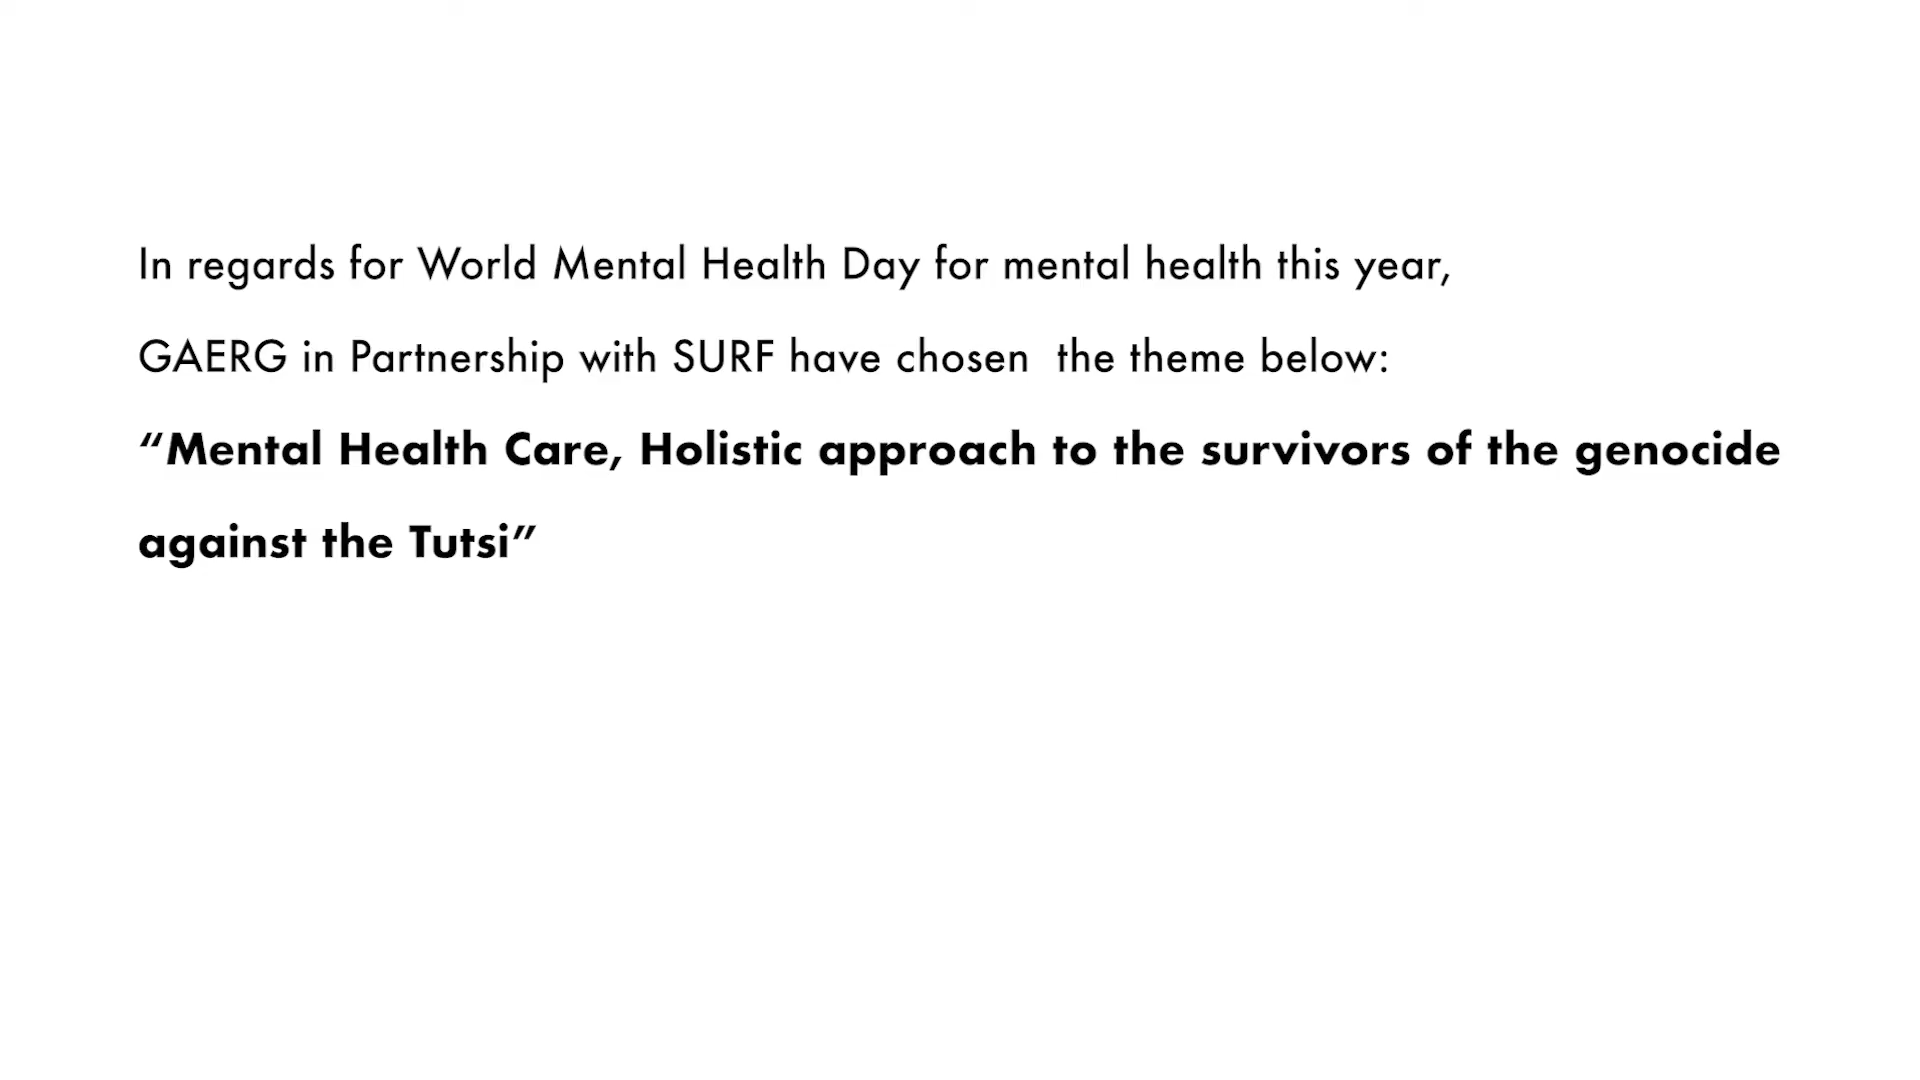 In regards for World Mental Health Day for mental health this year,
GAERG in Partnership with SURF have chosen  the theme below:
“Mental Health Care, Holistic approach to the survivors of the genocide
against the Tutsi”